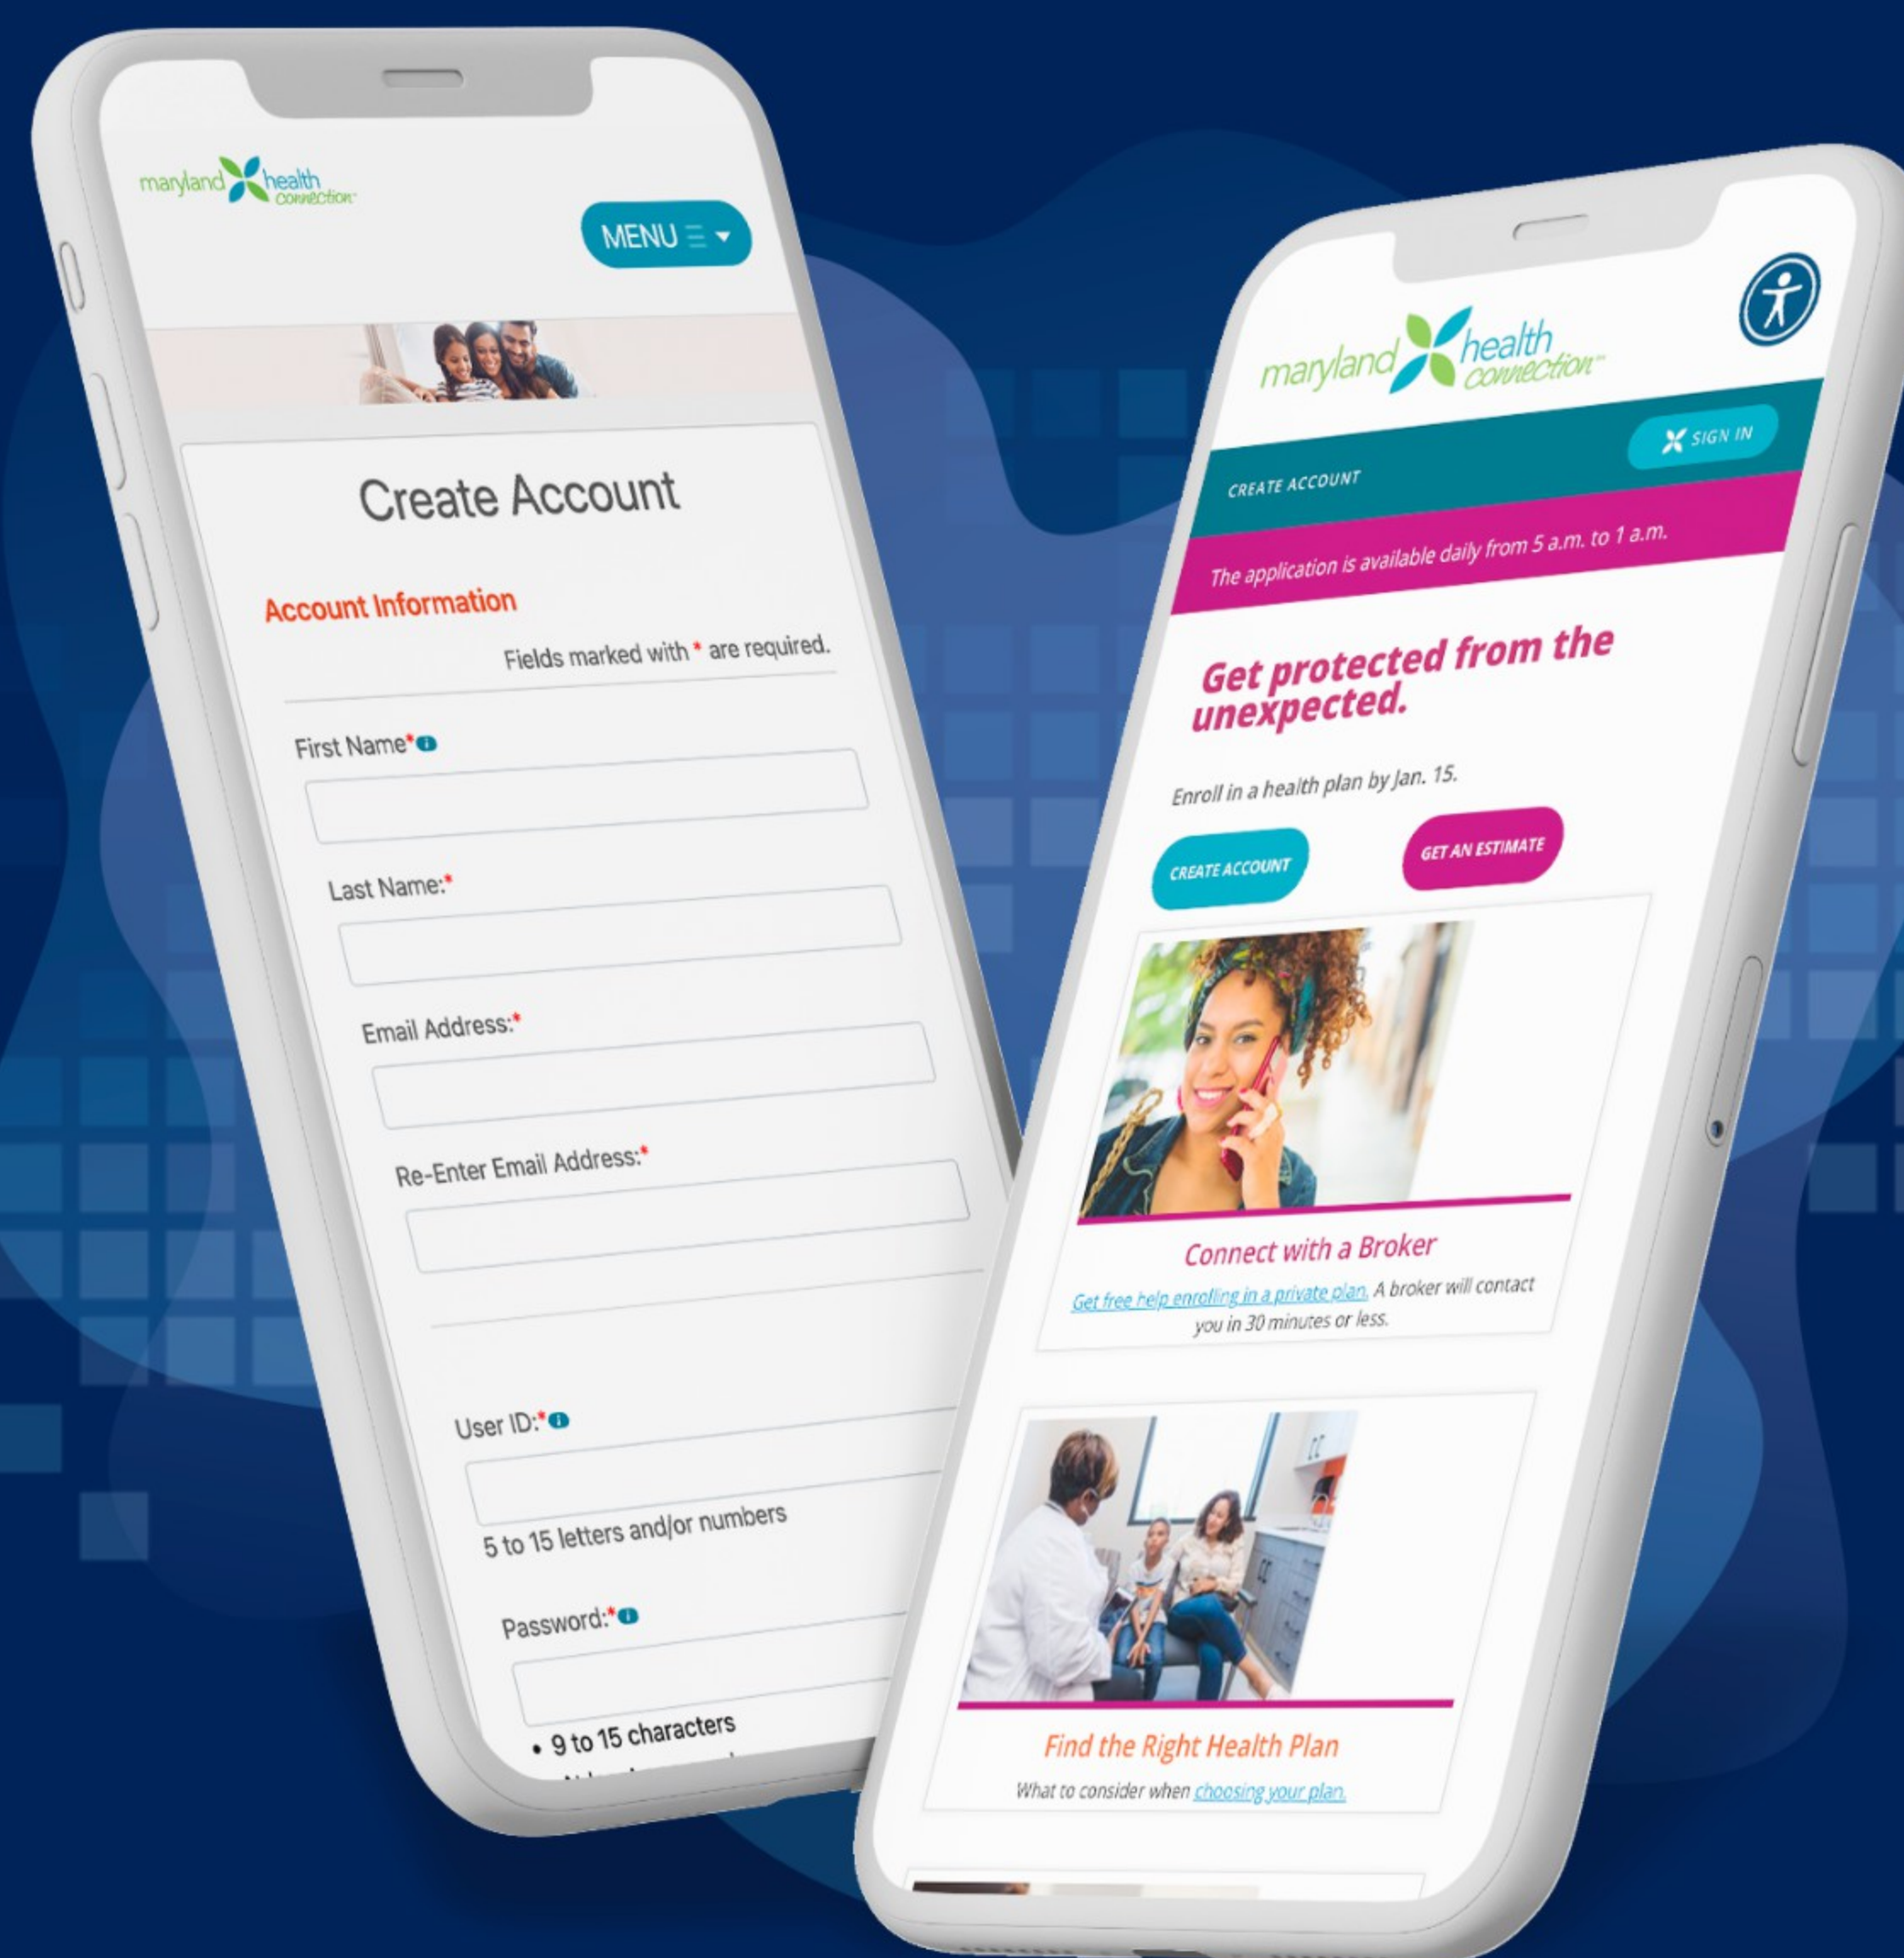 maryland health
connection
MENU
Create Account
Account Information
Fields marked with * are required.
First Name*
Last Name:*
Email Address:*
Re-Enter Email Address:*
User ID:*
5 to 15 letters and/or numbers
Password:*
• 9 to 15 characters
maryland health
connection
CREATE ACCOUNT
SIGN IN
The application is available daily from 5 a.m. to 1 a.m.
Get protected from the
unexpected.
Enroll in a health plan by Jan. 15.
CREATE ACCOUNT
GET AN ESTIMATE
Connect with a Broker
Get free help enrolling in a private plan. A broker will contact
you in 30 minutes or less.
Find the Right Health Plan
What to consider when choosing your plan.